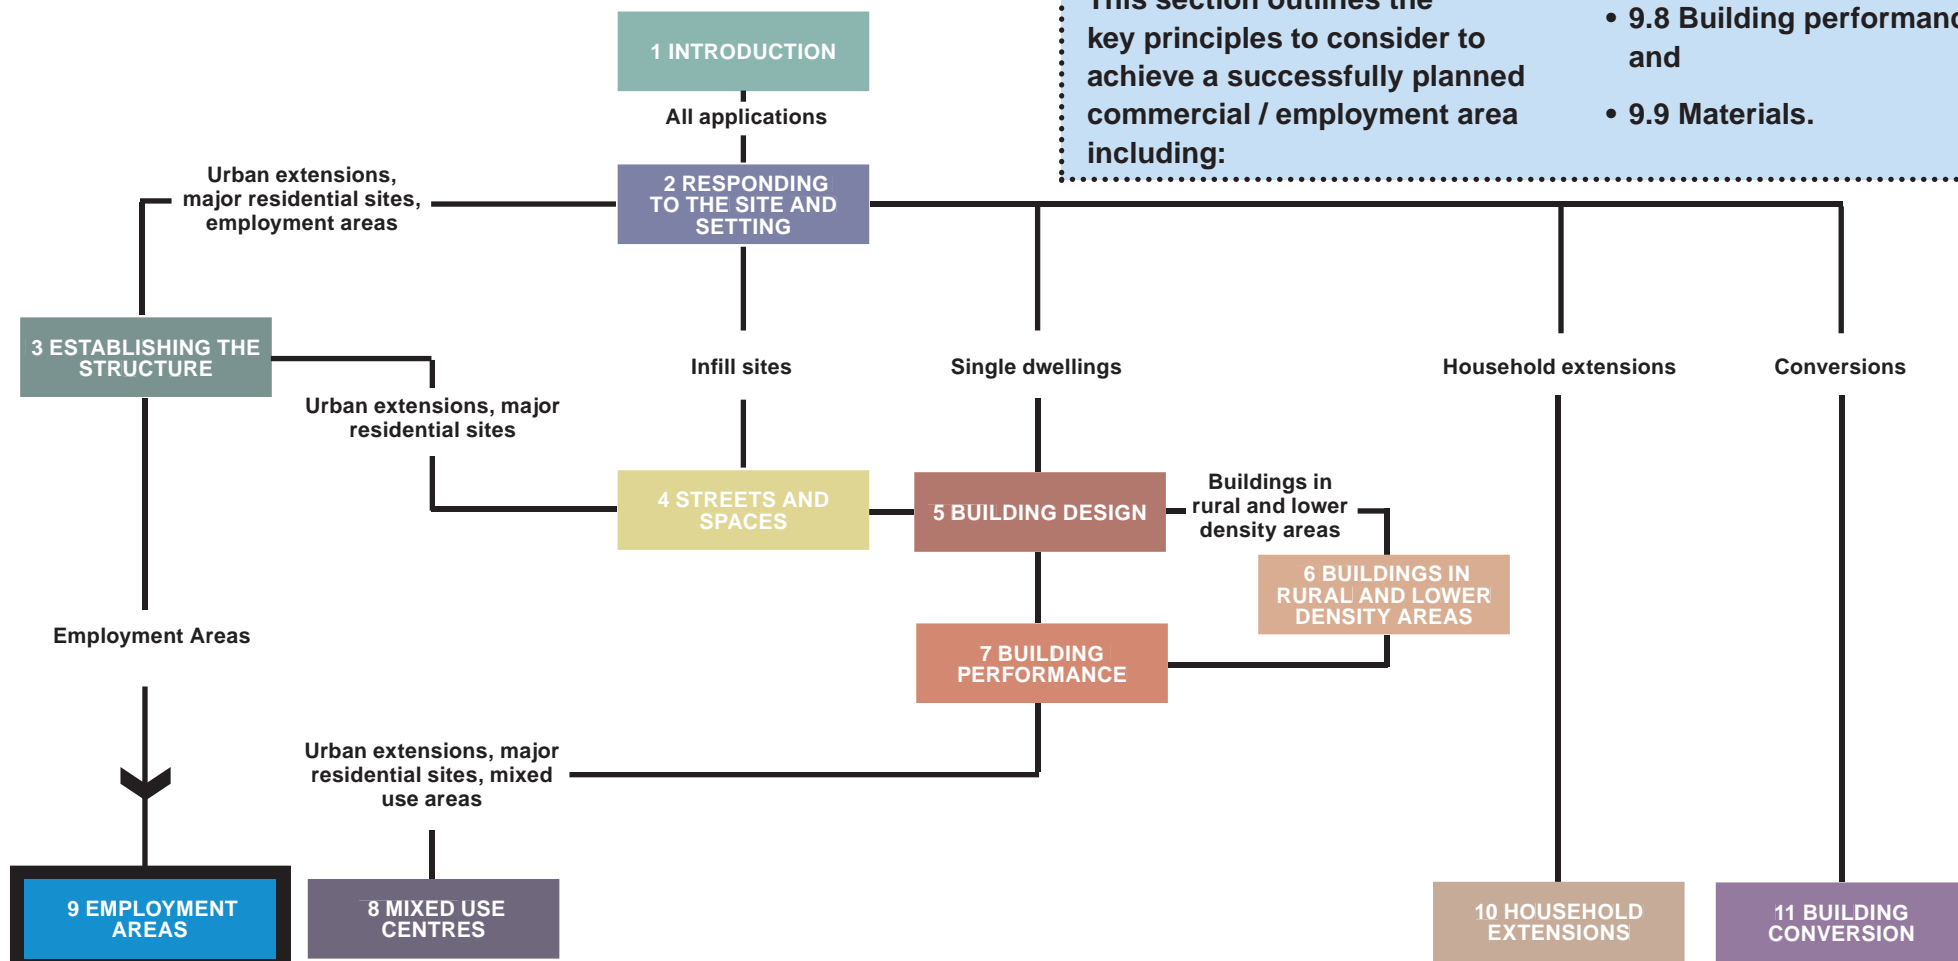 This section outlines the
key principles to consider to
achieve a successfully planned
commercial / employment area
including:
• 9.8 Building performance
and
• 9.9 Materials.
1 INTRODUCTION
All applications
2 RESPONDING
TO THE SITE AND
SETTING
Urban extensions,
major residential sites,
employment areas
3 ESTABLISHING THE
STRUCTURE
Urban extensions, major
residential sites
Infill sites
Single dwellings
Household extensions
Conversions
4 STREETS AND
SPACES
5 BUILDING DESIGN
Buildings in
rural and lower
density areas
6 BUILDINGS IN
RURAL AND LOWER
DENSITY AREAS
7 BUILDING
PERFORMANCE
Employment Areas
Urban extensions, major
residential sites, mixed
use areas
9 EMPLOYMENT
AREAS
8 MIXED USE
CENTRES
10 HOUSEHOLD
EXTENSIONS
11 BUILDING
CONVERSION